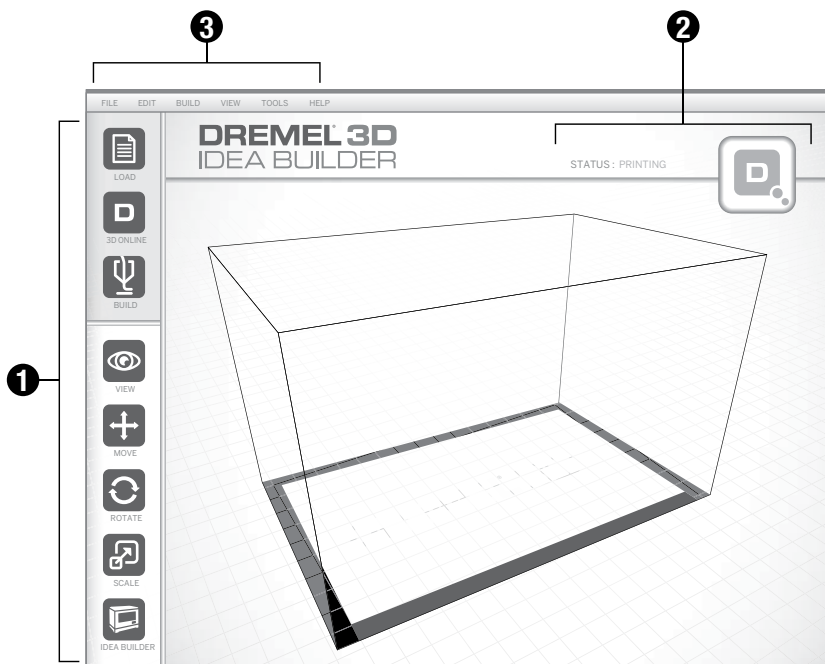 3
2
FILE EDIT BUILD VIEW TOOLS HELP
DREMEL 3D
IDEA BUILDER
STATUS : PRINTING
D
LOAD
D
3D ONLINE
BUILD
1
VIEW
MOVE
ROTATE
SCALE
IDEA BUILDER